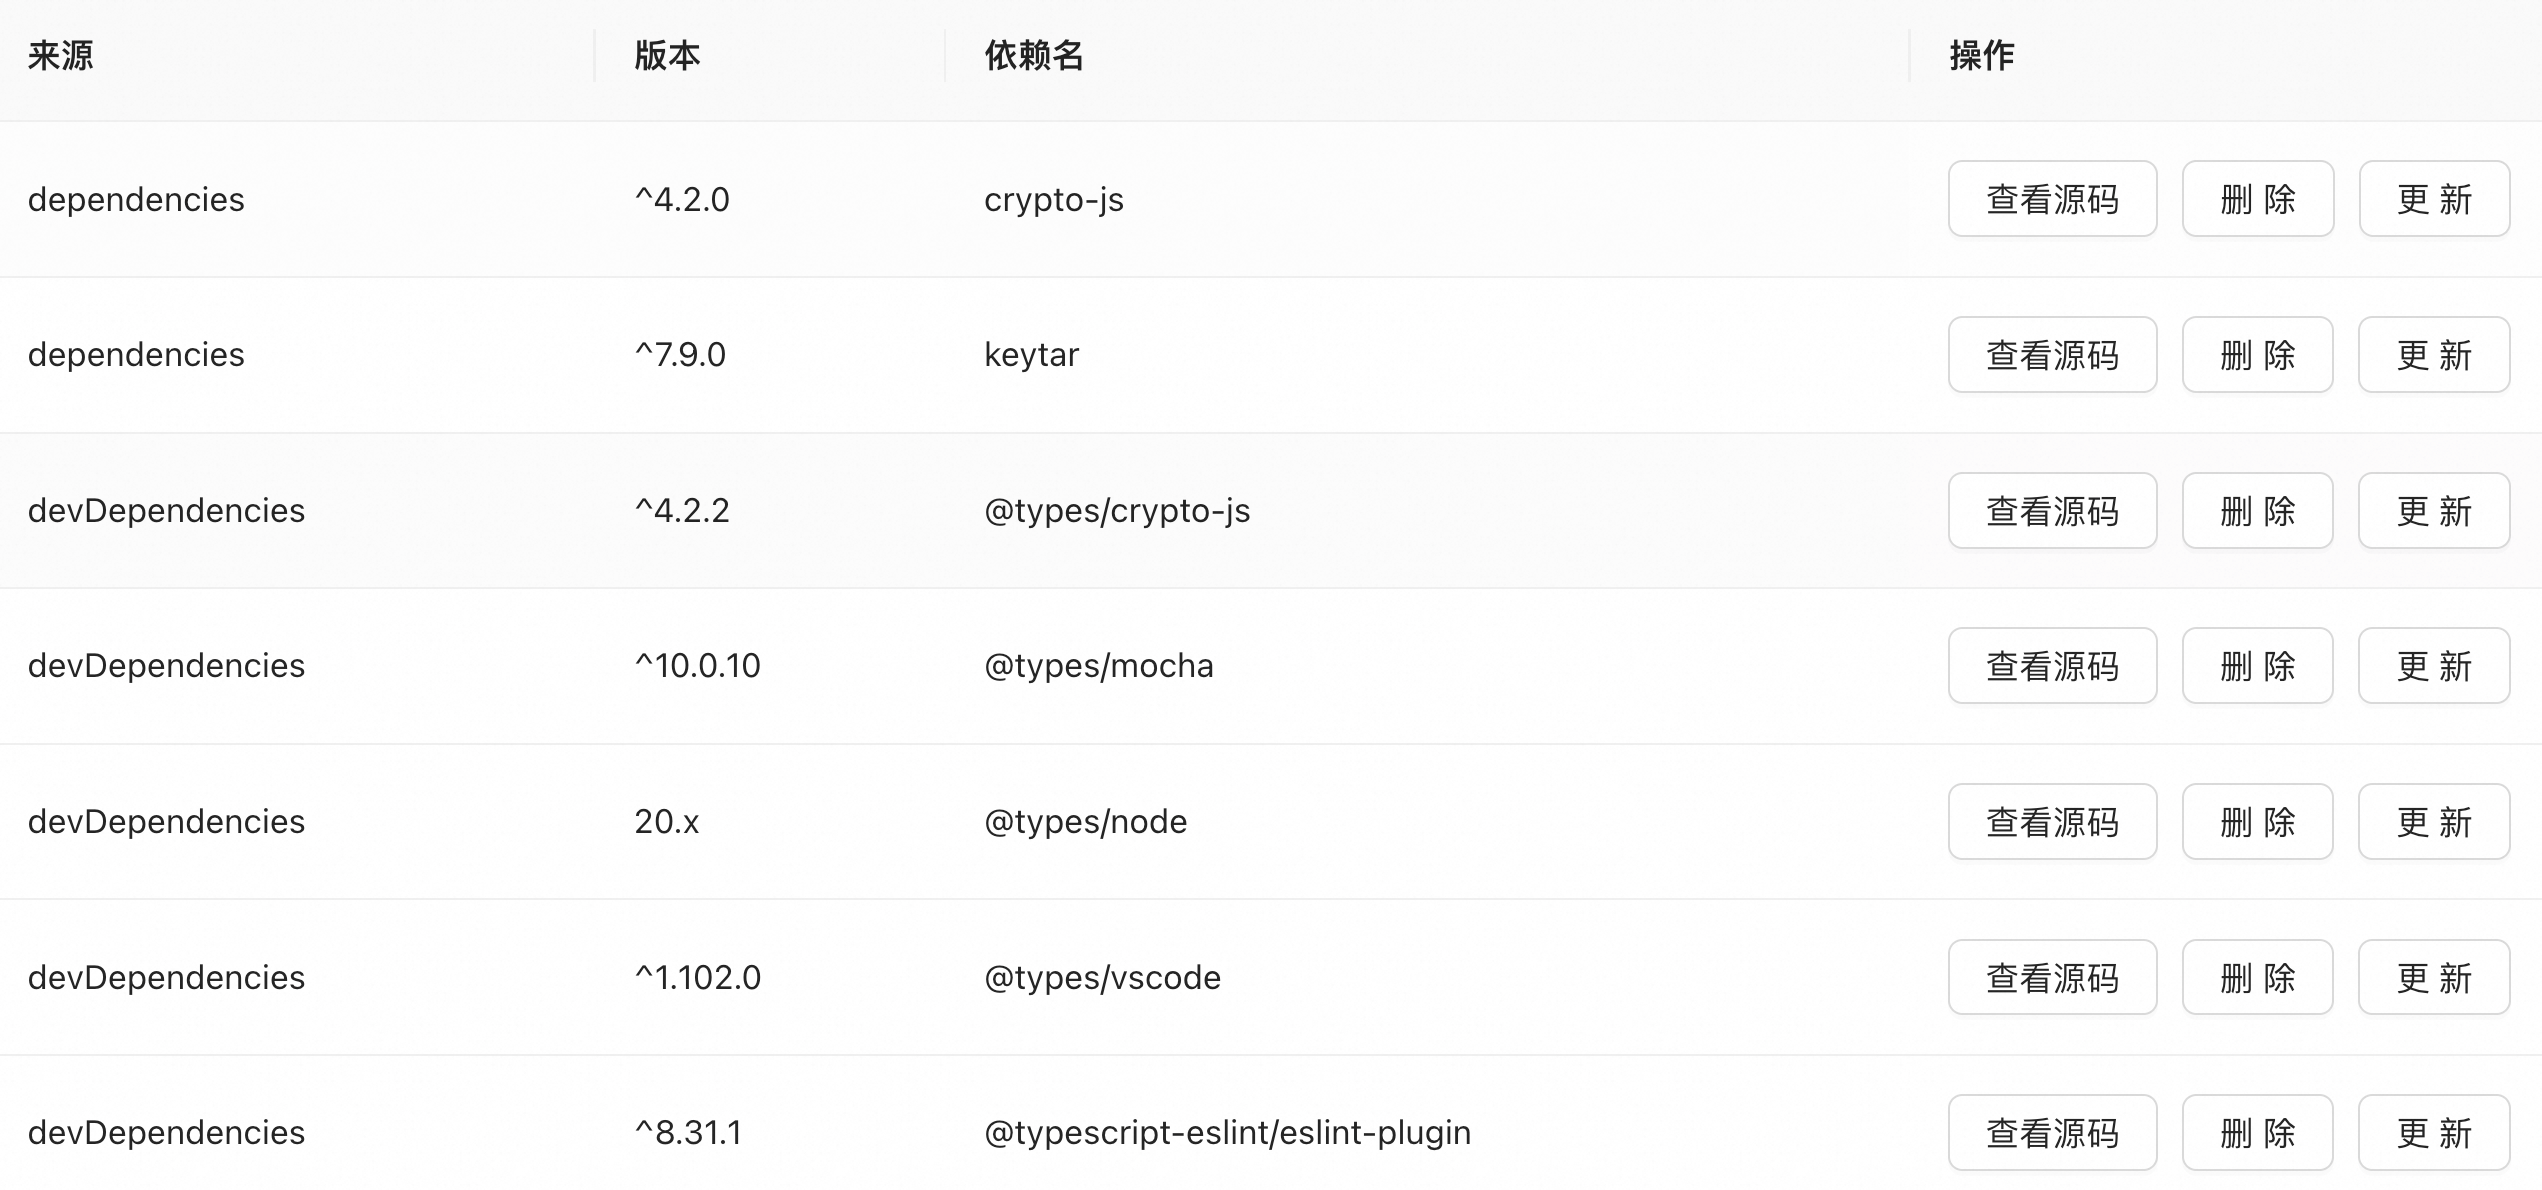 来源 版本 依赖名 操作
dependencies ^4.2.0 crypto-js 查看源码 删 除 更 新
dependencies ^7.9.0 keytar 查看源码 删 除 更 新
devDependencies ^4.2.2 @types/crypto-js 查看源码 删 除 更 新
devDependencies ^10.0.10 @types/mocha 查看源码 删 除 更 新
devDependencies 20.x @types/node 查看源码 删 除 更 新
devDependencies ^1.102.0 @types/vscode 查看源码 删 除 更 新
devDependencies ^8.31.1 @typescript-eslint/eslint-plugin 查看源码 删 除 更 新